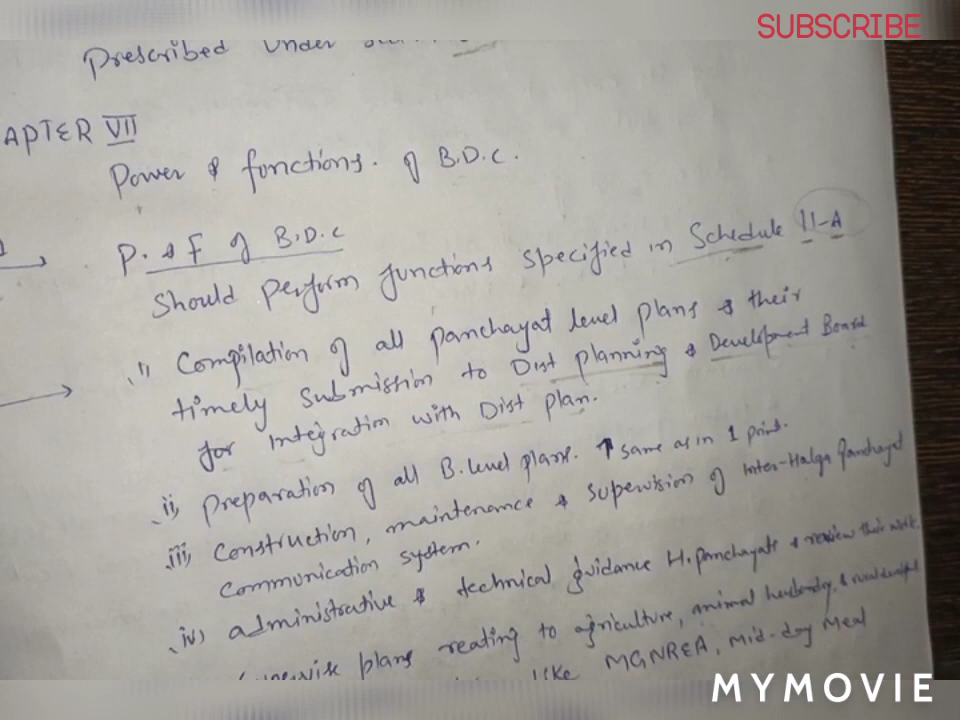 SUBSCRIBE
Prescribed Under
APTER VII
Power & functions. of B.D.C.
P. & F of B.D.C
Should perform functions specified in Schedule II-A
i) Compilation of all panchayat level plans & their
timely submission to Dist planning & Development Board
for Integration with Dist plan.
ii) Preparation of all B.level plans. ↑ same as in 1 point.
iii) Construction, maintenance & supervision of Inter-Halqa panchayat
communication system.
iv) administrative & technical guidance H.panchayats & review their work.
plans reating to agriculture, animal husbandry, &
like MGNREA, Mid-day Meal
MYMOVIE